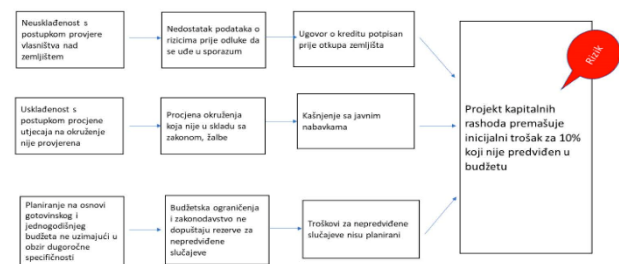 Neusklađenost s
postupkom provjere
vlasništva nad
zemljištem
Nedostatak podataka o
rizicima prije odluke da
se uđe u sporazum
Ugovor o kreditu potpisan
prije otkupa zemljišta
Rizik
Usklađenost s
postupkom procjene
utjecaja na okruženje
nije provjerena
Procjena okruženja
koja nije u skladu sa
zakonom, žalbe
Kašnjenje sa javnim
nabavkama
Projekt kapitalnih
rashoda premašuje
inicijalni trošak za 10%
koji nije predviđen u
budžetu
Planiranje na osnovi
gotovinskog i
jednogodišnjeg
budžeta ne uzimajući u
obzir dugoročne
specifičnosti
Budžetska ograničenja
i zakonodavstvo ne
dopuštaju rezerve za
nepredviđene
slučajeve
Troškovi za nepredviđene
slučajeve nisu planirani